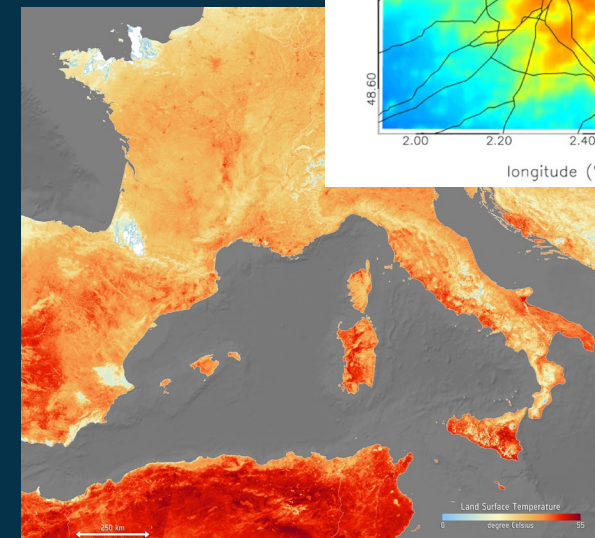 48.60
2.00 2.20 2.40
longitude (°
Land Surface Temperature
0 degree Celsius 55
250 km